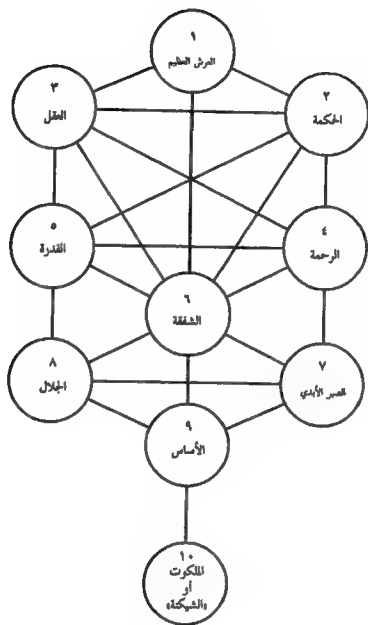 ١
العرش العظيم
٢
الحكمة
٣
العقل
٤
الرحمة
٥
القدرة
٦
الشفقة
٧
الصبر الأبدي
٨
الجلال
٩
الأساس
١٠
الملكوت
أو
«الشيكنة»